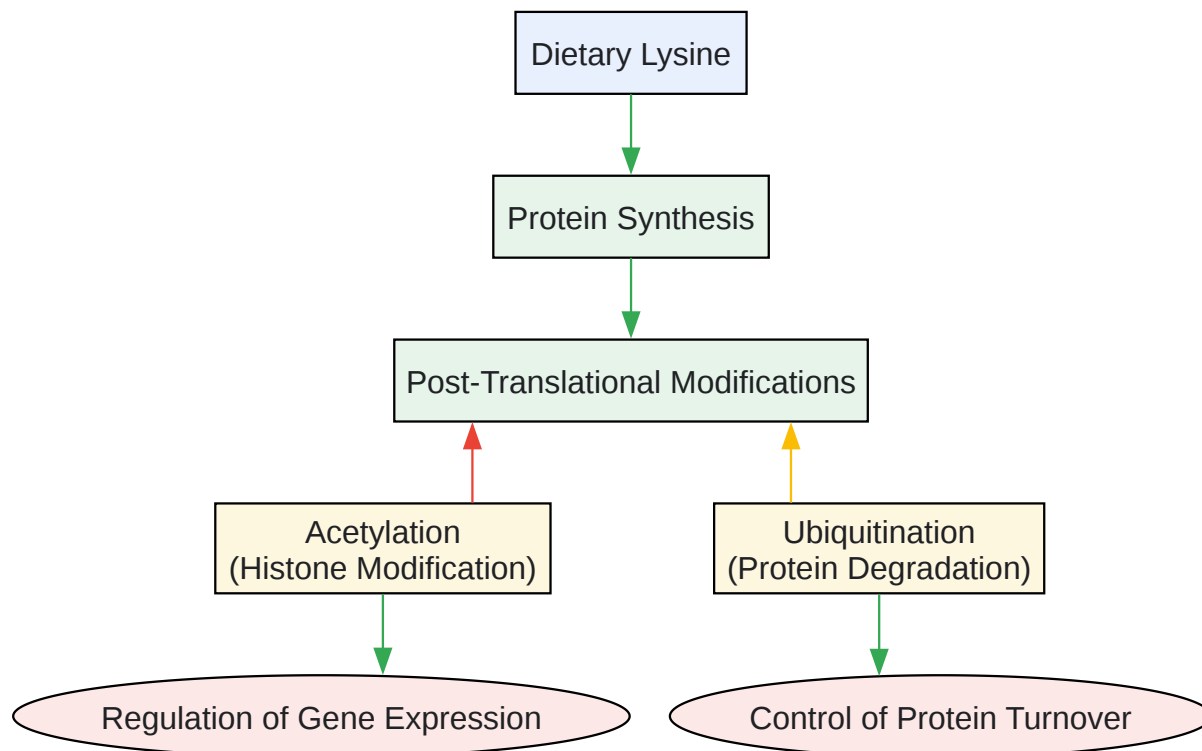 Dietary Lysine
Protein Synthesis
Post-Translational Modifications
Acetylation
(Histone Modification)
Ubiquitination
(Protein Degradation)
Regulation of Gene Expression
Control of Protein Turnover